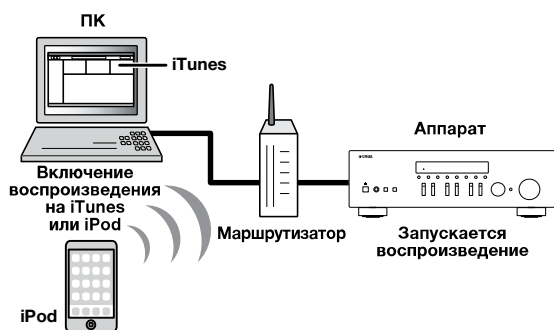 ПК
iTunes
Аппарат
Включение
воспроизведения
на iTunes
или iPod
Маршрутизатор
Запускается
воспроизведение
iPod